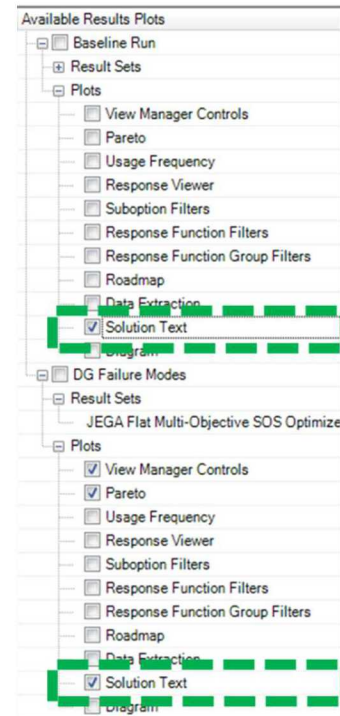 Available Results Plots
Baseline Run
Result Sets
Plots
View Manager Controls
Pareto
Usage Frequency
Response Viewer
Suboption Filters
Response Function Filters
Response Function Group Filters
Roadmap
Data Extraction
Solution Text
Diagram
DG Failure Modes
Result Sets
JEGA Flat Multi-Objective SOS Optimize
Plots
View Manager Controls
Pareto
Usage Frequency
Response Viewer
Suboption Filters
Response Function Filters
Response Function Group Filters
Roadmap
Data Extraction
Solution Text
Diagram